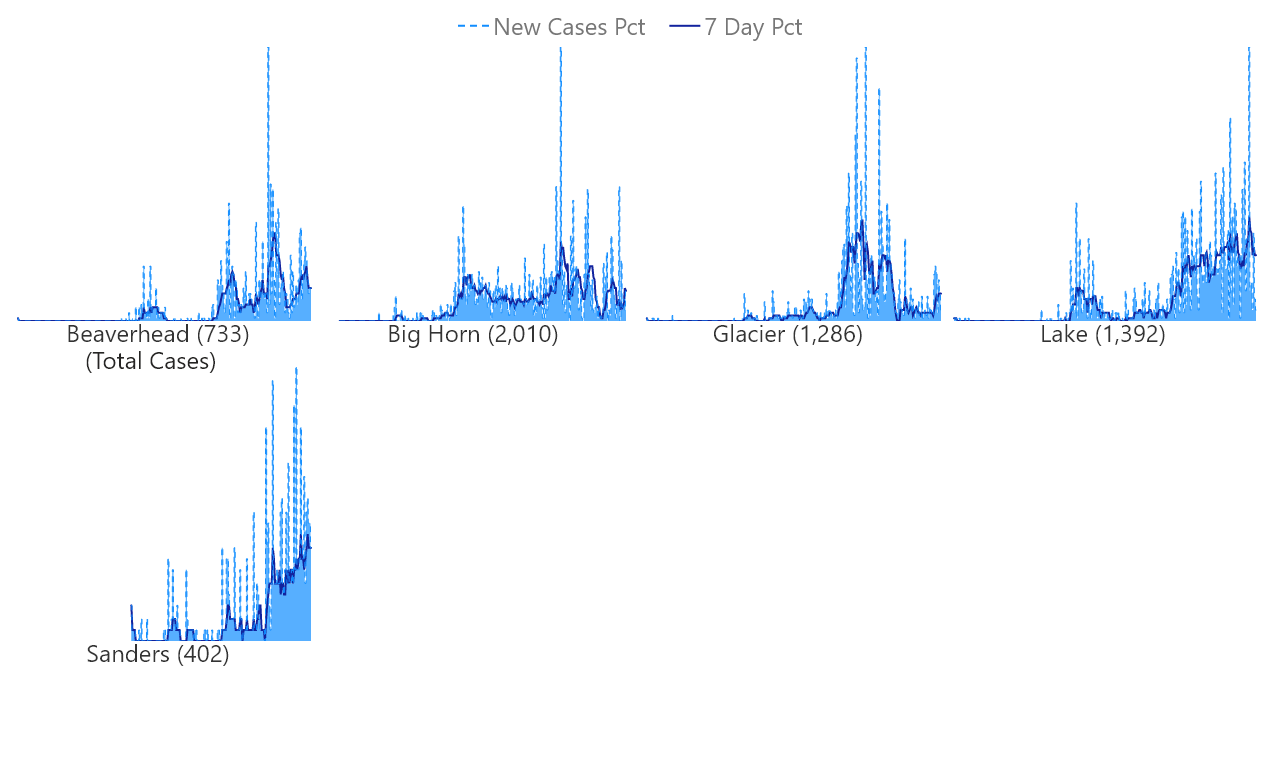 New Cases Pct 7 Day Pct
Beaverhead (733) Big Horn (2,010) Glacier (1,286) Lake (1,392)
(Total Cases)
Sanders (402)